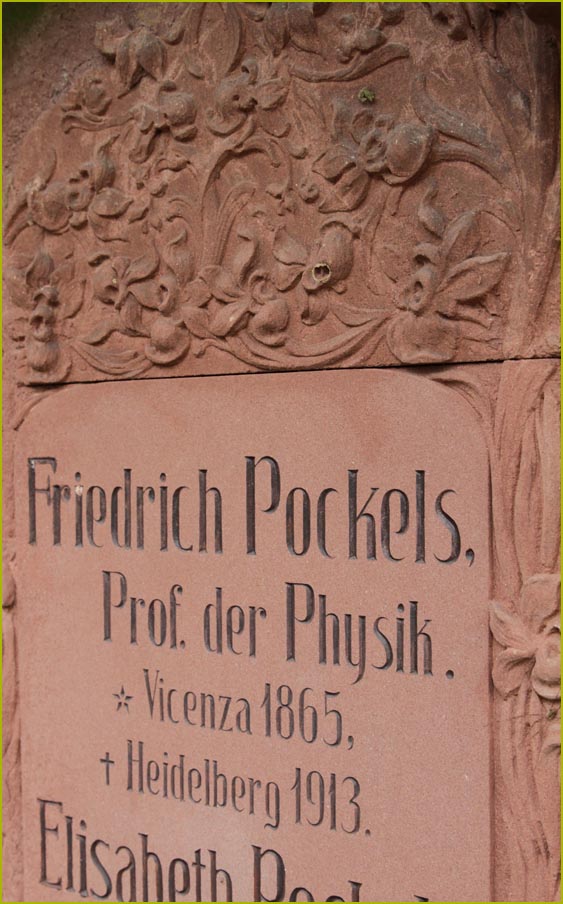 Friedrich Pockels,
Prof. der Physik.
* Vicenza 1865,
† Heidelberg 1913.
Elisabeth